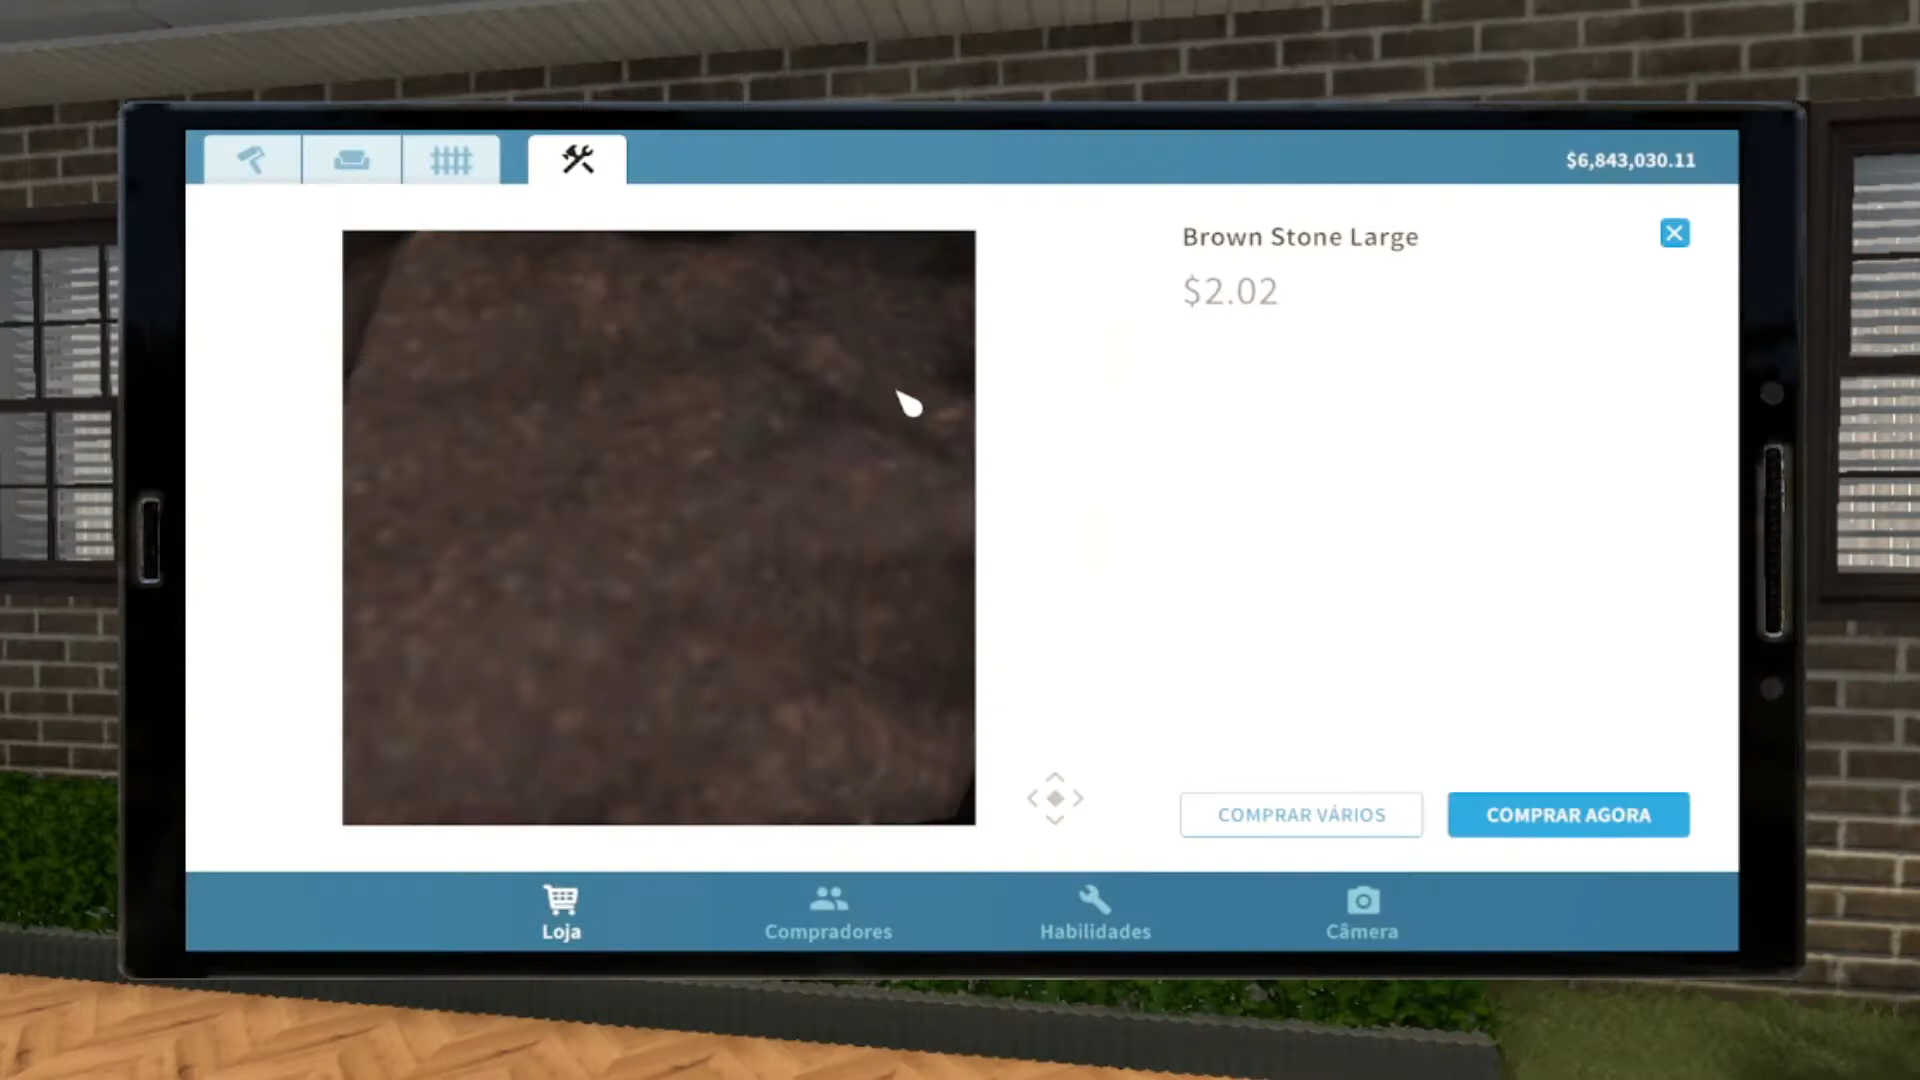 $6,843,030.11
Brown Stone Large
$2.02
COMPRAR VÁRIOS
COMPRAR AGORA
Loja
Compradores
Habilidades
Câmera